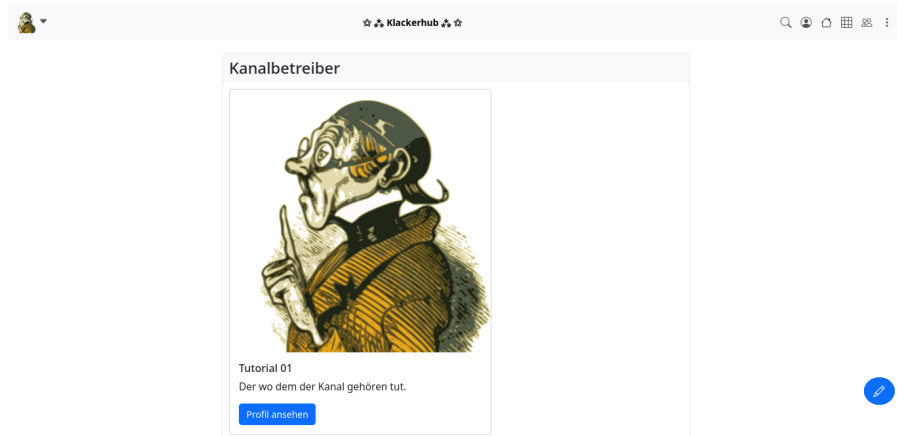 ☆ ⁂ Klackerhub ⁂ ☆
Kanalbetreiber
Tutorial 01
Der wo dem der Kanal gehören tut.
Profil ansehen